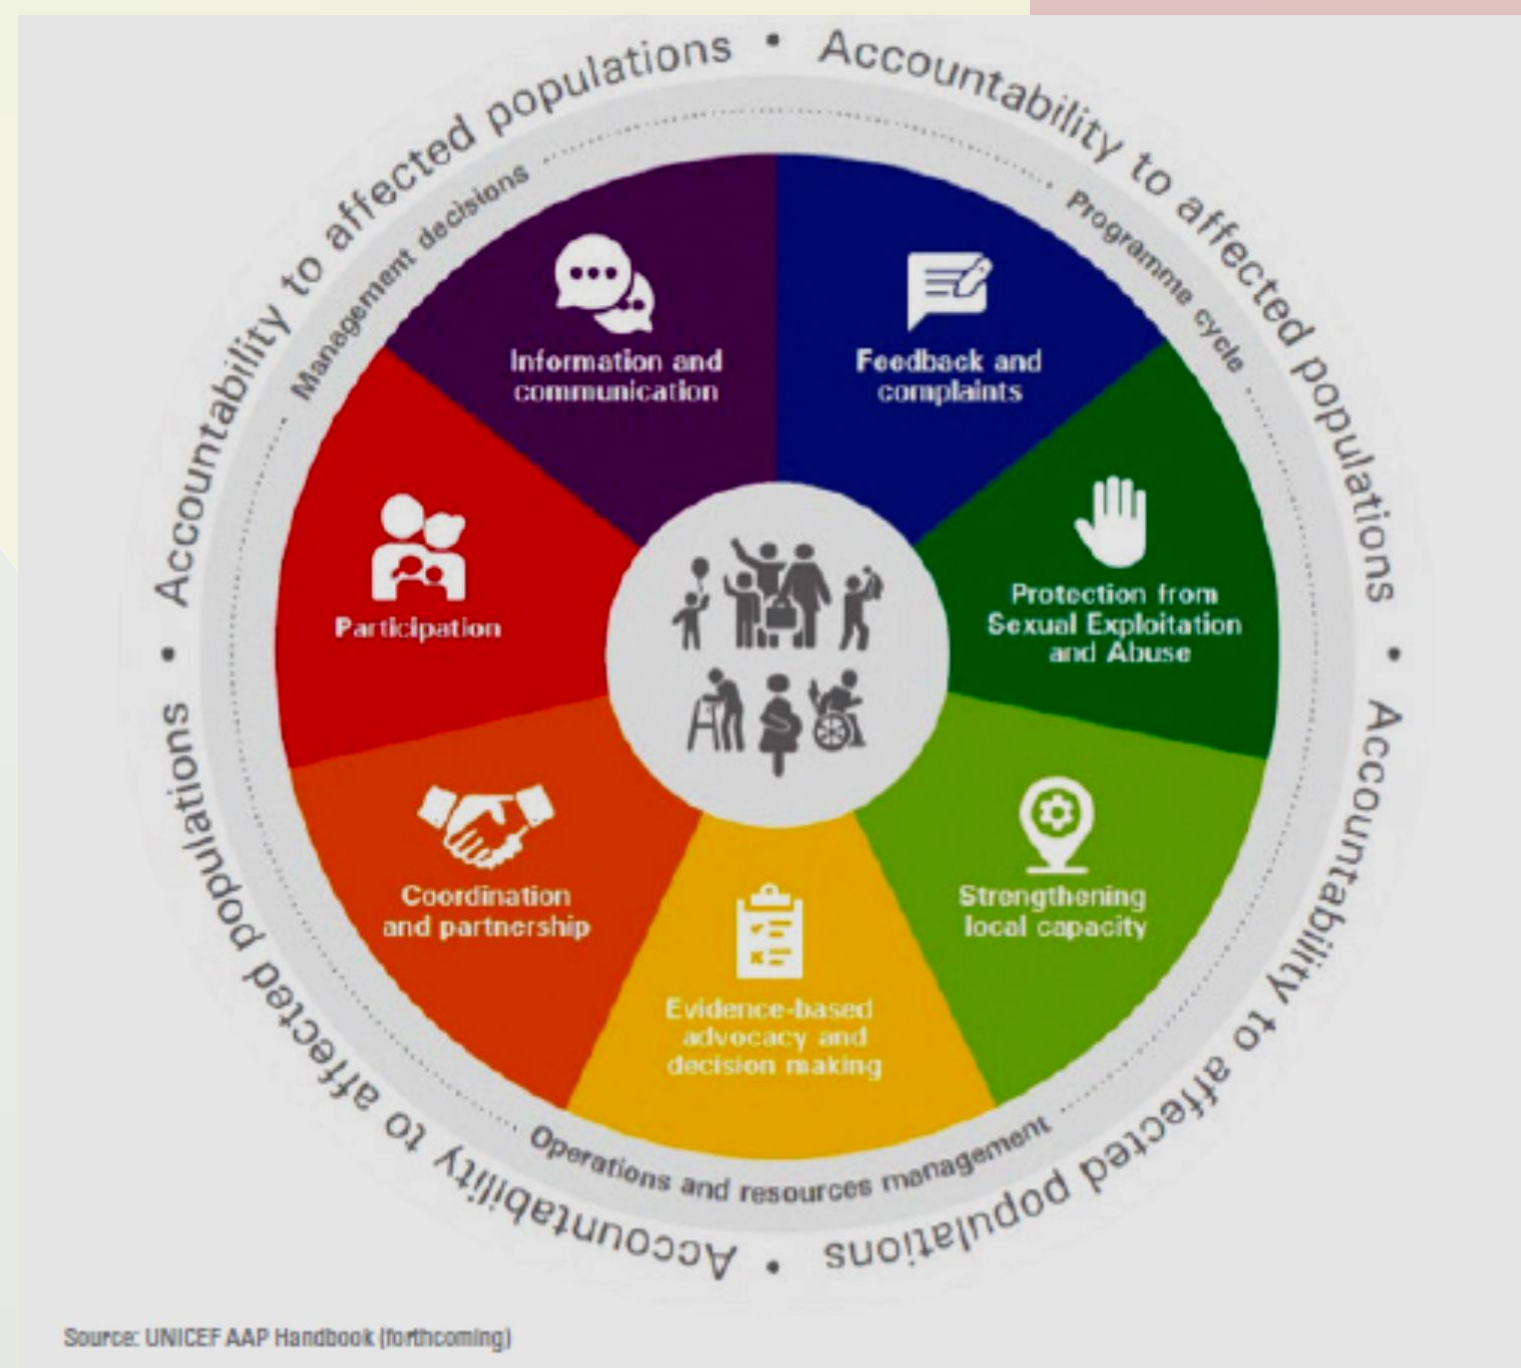 Accountability to affected populations • Accountability to affected populations • Accountability to affected populations • Accountability to affected populations •
Management decisions
Programme cycle
Operations and resources management
Information and
communication
Feedback and
complaints
Protection from
Sexual Exploitation
and Abuse
Strengthening
local capacity
Evidence-based
advocacy and
decision making
Coordination
and partnership
Participation
Source: UNICEF AAP Handbook (forthcoming)